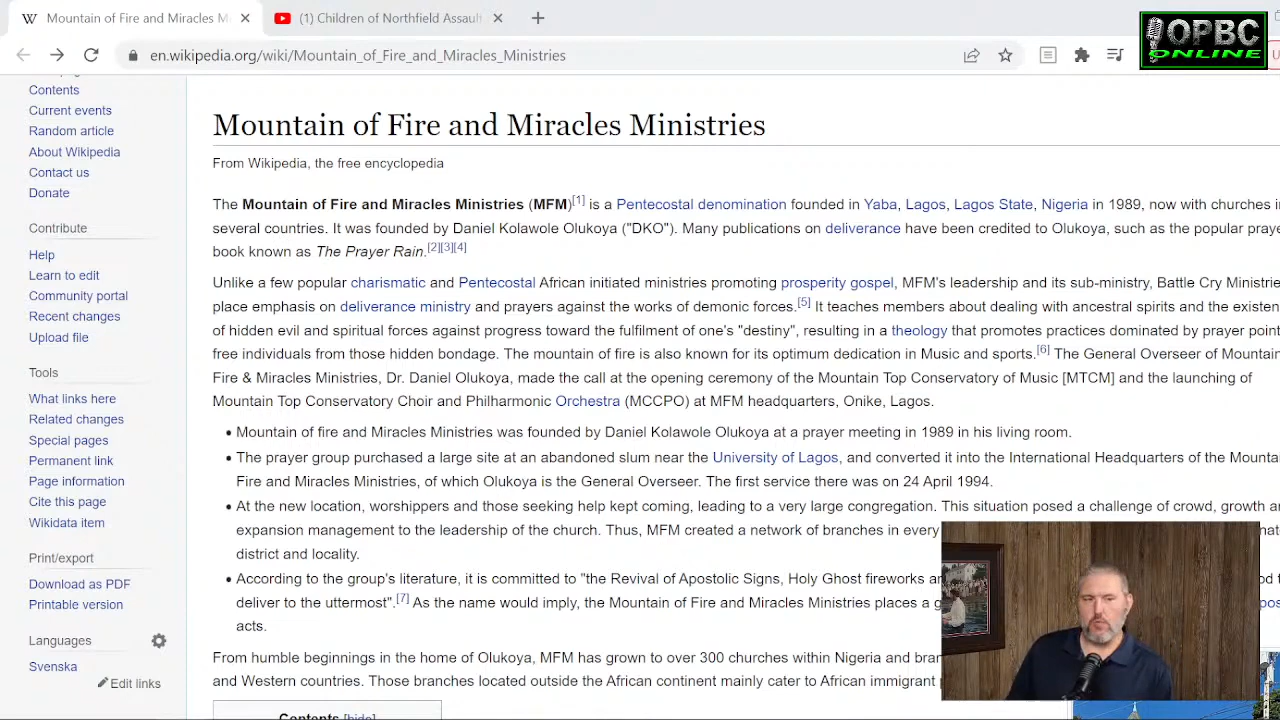 Mountain of Fire and Miracles M
(1) Children of Northfield Assaul
OPBC
ONLINE
en.wikipedia.org/wiki/Mountain_of_Fire_and_Miracles_Ministries
Contents
Current events
Random article
About Wikipedia
Contact us
Donate
Contribute
Help
Learn to edit
Community portal
Recent changes
Upload file
Tools
What links here
Related changes
Special pages
Permanent link
Page information
Cite this page
Wikidata item
Print/export
Download as PDF
Printable version
Languages
Svenska
Edit links
Mountain of Fire and Miracles Ministries
From Wikipedia, the free encyclopedia
The Mountain of Fire and Miracles Ministries (MFM)[1] is a Pentecostal denomination founded in Yaba, Lagos, Lagos State, Nigeria in 1989, now with churches i
several countries. It was founded by Daniel Kolawole Olukoya ("DKO"). Many publications on deliverance have been credited to Olukoya, such as the popular praye
book known as The Prayer Rain.[2][3][4]
Unlike a few popular charismatic and Pentecostal African initiated ministries promoting prosperity gospel, MFM's leadership and its sub-ministry, Battle Cry Ministrie
place emphasis on deliverance ministry and prayers against the works of demonic forces.[5] It teaches members about dealing with ancestral spirits and the existen
of hidden evil and spiritual forces against progress toward the fulfilment of one's "destiny", resulting in a theology that promotes practices dominated by prayer point
free individuals from those hidden bondage. The mountain of fire is also known for its optimum dedication in Music and sports.[6] The General Overseer of Mountain
Fire & Miracles Ministries, Dr. Daniel Olukoya, made the call at the opening ceremony of the Mountain Top Conservatory of Music [MTCM] and the launching of
Mountain Top Conservatory Choir and Philharmonic Orchestra (MCCPO) at MFM headquarters, Onike, Lagos.
• Mountain of fire and Miracles Ministries was founded by Daniel Kolawole Olukoya at a prayer meeting in 1989 in his living room.
• The prayer group purchased a large site at an abandoned slum near the University of Lagos, and converted it into the International Headquarters of the Mounta
Fire and Miracles Ministries, of which Olukoya is the General Overseer. The first service there was on 24 April 1994.
• At the new location, worshippers and those seeking help kept coming, leading to a very large congregation. This situation posed a challenge of crowd, growth a
expansion management to the leadership of the church. Thus, MFM created a network of branches in every
district and locality.
• According to the group's literature, it is committed to "the Revival of Apostolic Signs, Holy Ghost fireworks a
deliver to the uttermost".[7] As the name would imply, the Mountain of Fire and Miracles Ministries places a g
acts.
From humble beginnings in the home of Olukoya, MFM has grown to over 300 churches within Nigeria and bran
and Western countries. Those branches located outside the African continent mainly cater to African immigrant
Contents [hide]